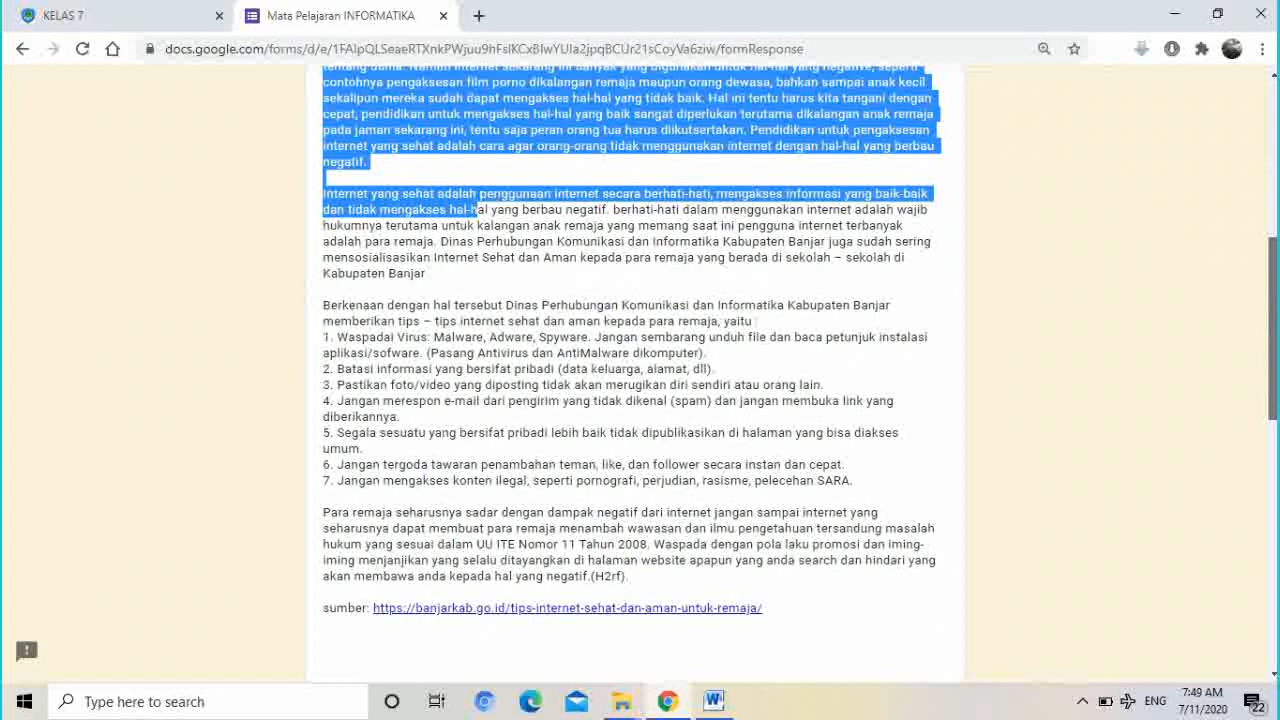 KELAS 7
Mata Pelajaran INFORMATIKA
docs.google.com/forms/d/e/1FAIpQLSeaeRTXnkPWjuu9hFsIKCxBIwYUIa2jpqBCUr21sCoyVa6ziw/formResponse
tentang dunia. Namun internet sekarang ini banyak yang digunakan untuk hal-hal yang negative, seperti
contohnya pengaksesan film porno dikalangan remaja maupun orang dewasa, bahkan sampai anak kecil
sekalipun mereka sudah dapat mengakses hal-hal yang tidak baik. Hal ini tentu harus kita tangani dengan
cepat, pendidikan untuk mengakses hal-hal yang baik sangat diperlukan terutama dikalangan anak remaja
pada jaman sekarang ini, tentu saja peran orang tua harus diikutsertakan. Pendidikan untuk pengaksesan
internet yang sehat adalah cara agar orang-orang tidak menggunakan internet dengan hal-hal yang berbau
negatif.
Internet yang sehat adalah penggunaan internet secara berhati-hati, mengakses informasi yang baik-baik
dan tidak mengakses hal-hal yang berbau negatif. berhati-hati dalam menggunakan internet adalah wajib
hukumnya terutama untuk kalangan anak remaja yang memang saat ini pengguna internet terbanyak
adalah para remaja. Dinas Perhubungan Komunikasi dan Informatika Kabupaten Banjar juga sudah sering
mensosialisasikan Internet Sehat dan Aman kepada para remaja yang berada di sekolah – sekolah di
Kabupaten Banjar
Berkenaan dengan hal tersebut Dinas Perhubungan Komunikasi dan Informatika Kabupaten Banjar
memberikan tips – tips internet sehat dan aman kepada para remaja, yaitu :
1. Waspadai Virus: Malware, Adware, Spyware. Jangan sembarang unduh file dan baca petunjuk instalasi
aplikasi/sofware. (Pasang Antivirus dan AntiMalware dikomputer).
2. Batasi informasi yang bersifat pribadi (data keluarga, alamat, dll).
3. Pastikan foto/video yang diposting tidak akan merugikan diri sendiri atau orang lain.
4. Jangan merespon e-mail dari pengirim yang tidak dikenal (spam) dan jangan membuka link yang
diberikannya.
5. Segala sesuatu yang bersifat pribadi lebih baik tidak dipublikasikan di halaman yang bisa diakses
umum.
6. Jangan tergoda tawaran penambahan teman, like, dan follower secara instan dan cepat.
7. Jangan mengakses konten ilegal, seperti pornografi, perjudian, rasisme, pelecehan SARA.
Para remaja seharusnya sadar dengan dampak negatif dari internet jangan sampai internet yang
seharusnya dapat membuat para remaja menambah wawasan dan ilmu pengetahuan tersandung masalah
hukum yang sesuai dalam UU ITE Nomor 11 Tahun 2008. Waspada dengan pola laku promosi dan iming-
iming menjanjikan yang selalu ditayangkan di halaman website apapun yang anda search dan hindari yang
akan membawa anda kepada hal yang negatif.(H2rf).
sumber: https://banjarkab.go.id/tips-internet-sehat-dan-aman-untuk-remaja/
Type here to search
ENG
7:49 AM
7/11/2020
22